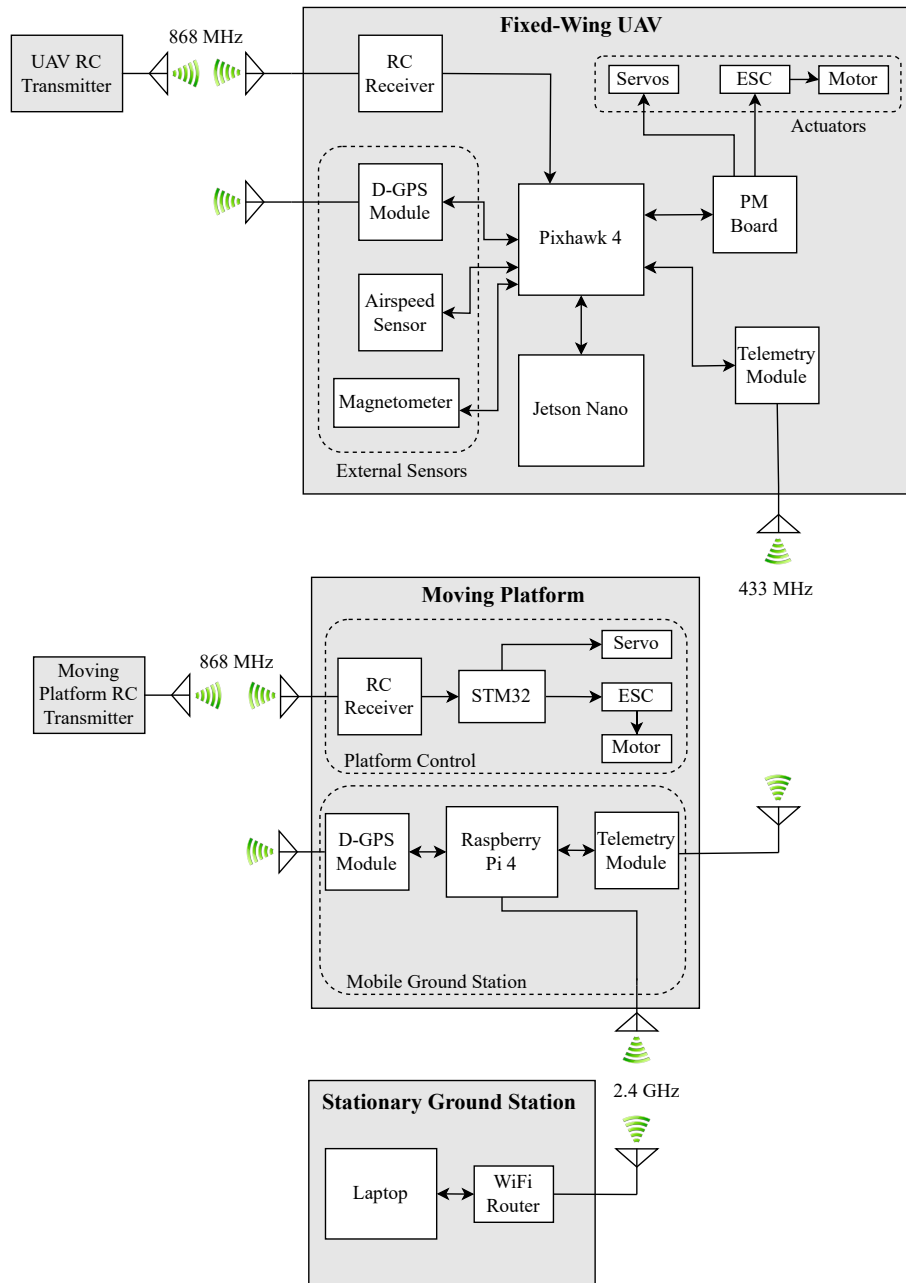 Fixed-Wing UAV
868 MHz
UAV RC
Transmitter
RC
Receiver
Servos
ESC
Motor
Actuators
D-GPS
Module
Pixhawk 4
PM
Board
Airspeed
Sensor
Telemetry
Module
Magnetometer
Jetson Nano
External Sensors
433 MHz
Moving Platform
868 MHz
Moving
Platform RC
Transmitter
RC
Receiver
STM32
Servo
ESC
Motor
Platform Control
D-GPS
Module
Raspberry
Pi 4
Telemetry
Module
Mobile Ground Station
2.4 GHz
Stationary Ground Station
Laptop
WiFi
Router